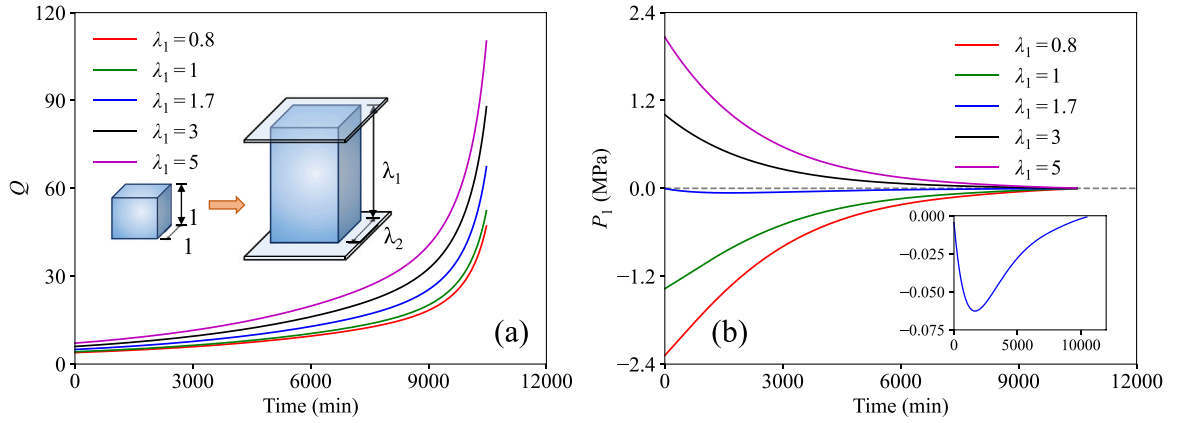 120
90
60
30
0
Q
λ₁ = 0.8
λ₁ = 1
λ₁ = 1.7
λ₁ = 3
λ₁ = 5
1
1
λ₁
λ₂
(a)
0
3000
6000
9000
12000
Time (min)
2.4
1.2
0.0
−1.2
−2.4
P₁ (MPa)
λ₁ = 0.8
λ₁ = 1
λ₁ = 1.7
λ₁ = 3
λ₁ = 5
0.000
−0.025
−0.050
−0.075
0
5000
10000
(b)
0
3000
6000
9000
12000
Time (min)